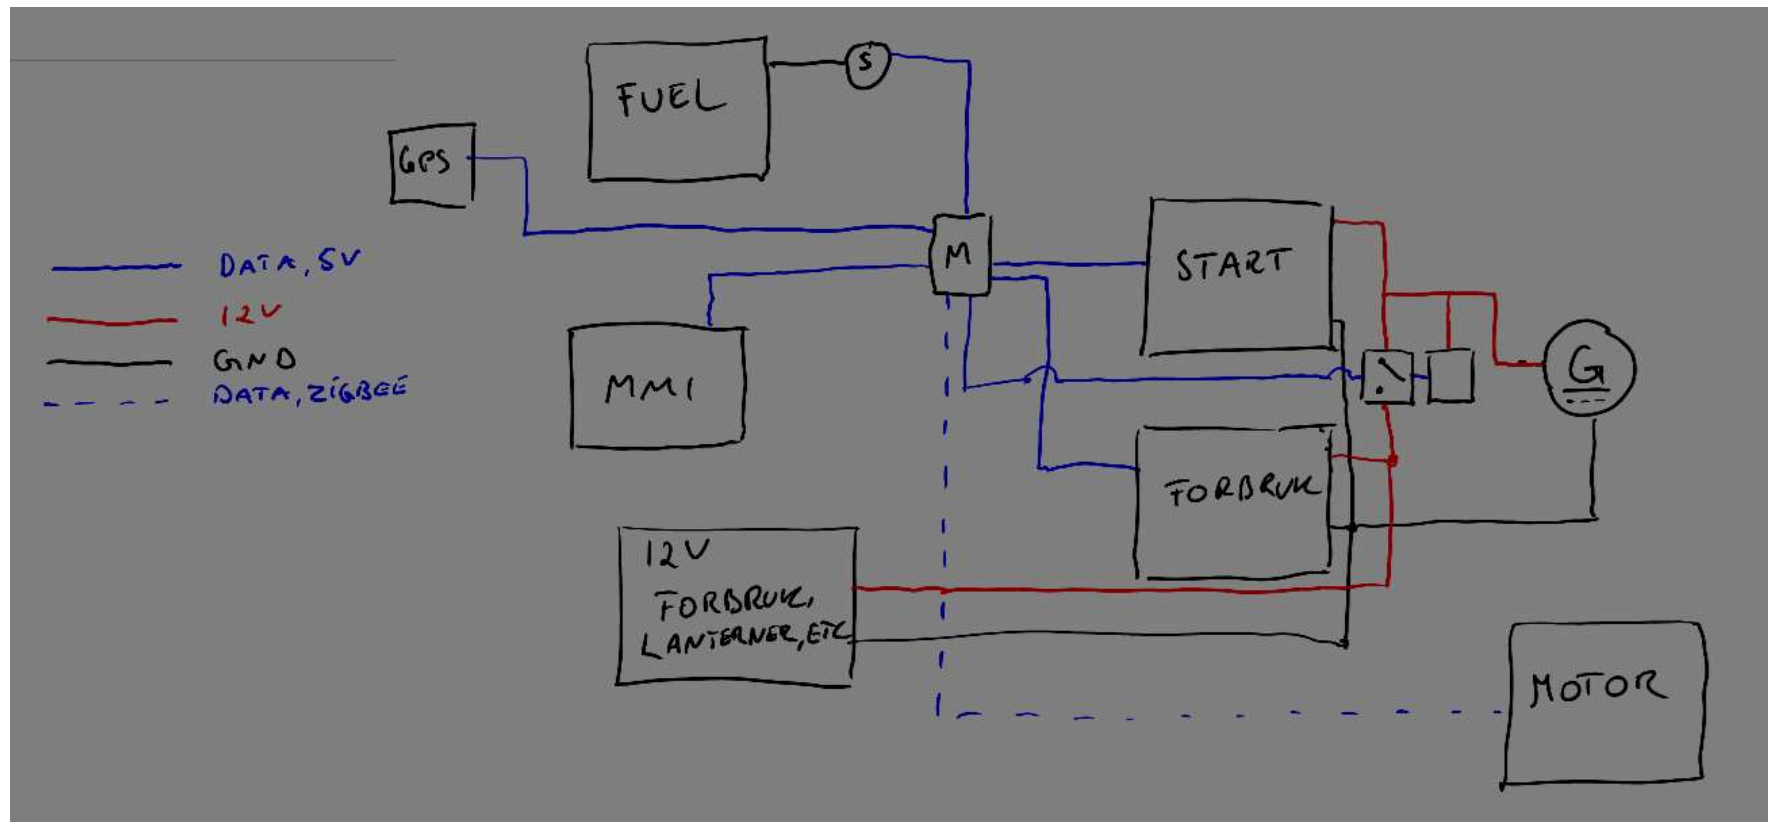 FUEL
S
GPS
M
START
DATA, 5V
12V
GND
DATA, ZIGBEE
MMI
G
FORBRUK
12V
FORBRUK,
LANTERNER, ETC
MOTOR